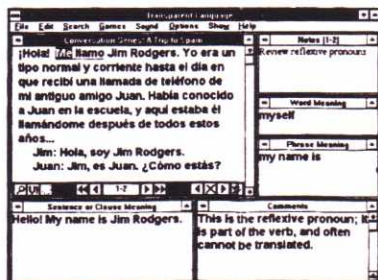 Transparent Language
File Edit Search Games Sound Options Show Help
Conversation Series: A Trip to Spain
¡Hola! Me llamo Jim Rodgers. Yo era un
tipo normal y corriente hasta el día en
que recibí una llamada de teléfono de
mi antiguo amigo Juan. Había conocido
a Juan en la escuela, y aquí estaba él
llamándome después de todos estos
años...
Jim: Hola, soy Jim Rodgers.
Juan: Jim, es Juan. ¿Cómo estás?
1-2
Notes [1-2]
Review reflexive pronouns
Word Meaning
myself
Phrase Meaning
my name is
Sentence or Clause Meaning
Hello! My name is Jim Rodgers.
Comments
This is the reflexive pronoun; it
is part of the verb, and often
cannot be translated.